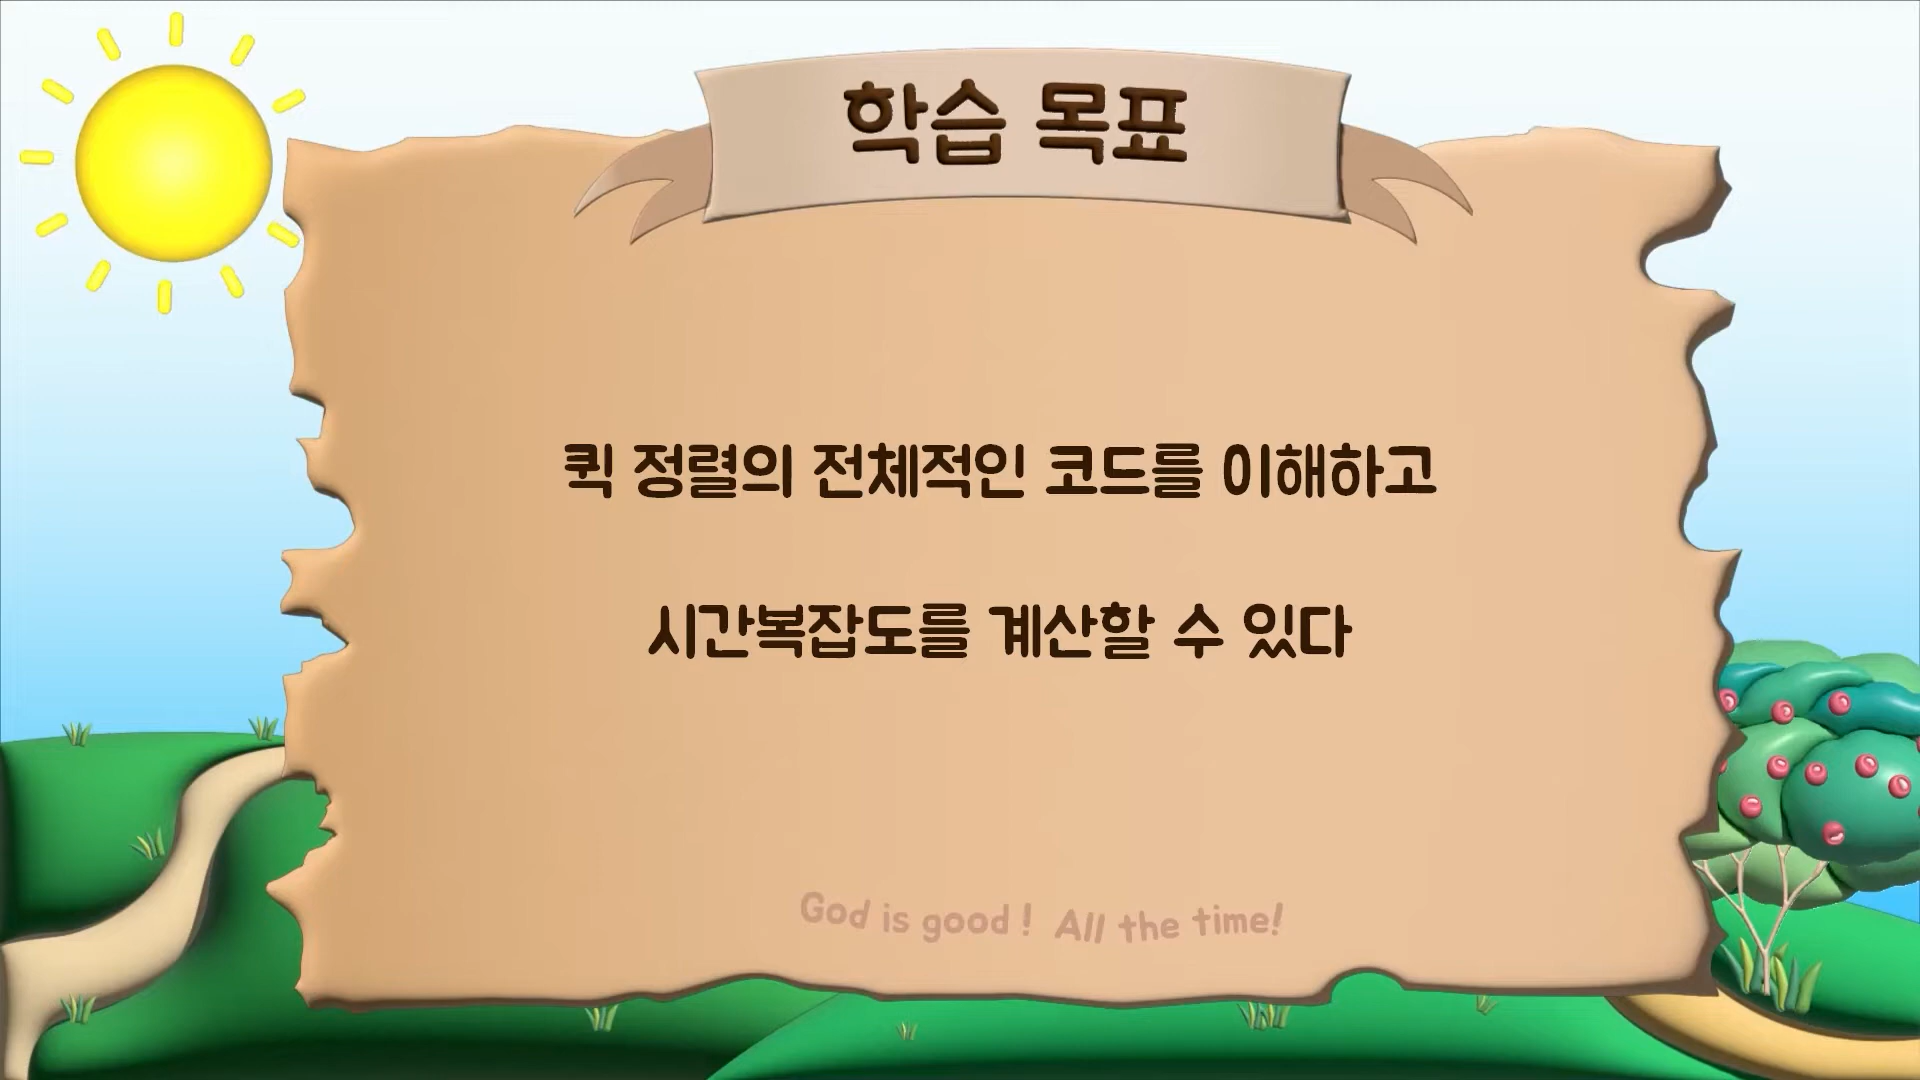 학습 목표
퀵 정렬의 전체적인 코드를 이해하고
시간복잡도를 계산할 수 있다
God is good! All the time!